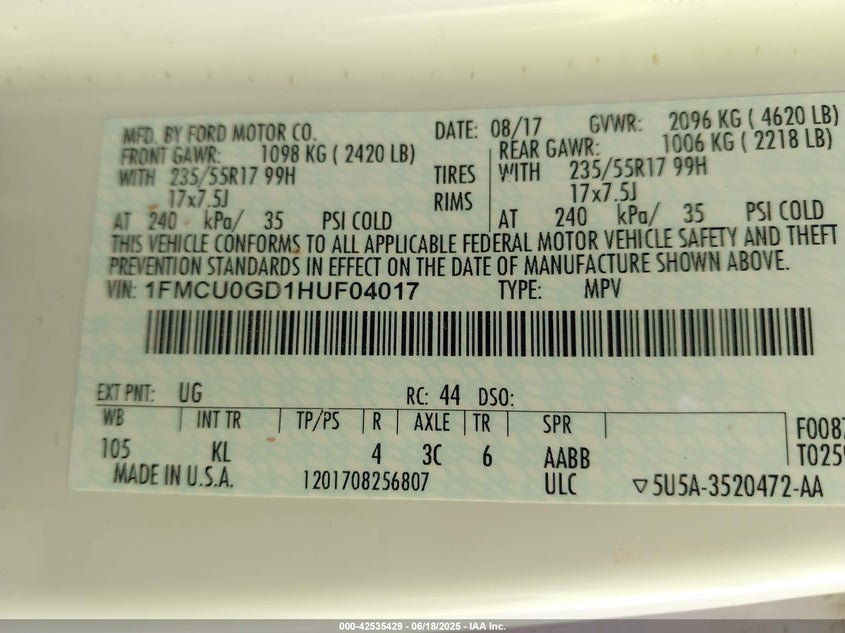 MFD. BY FORD MOTOR CO. DATE: 08/17 GVWR: 2096 KG ( 4620 LB)
FRONT GAWR: 1098 KG ( 2420 LB) REAR GAWR: 1006 KG ( 2218 LB)
WITH 235/55R17 99H TIRES WITH 235/55R17 99H
17x7.5J RIMS 17x7.5J
AT 240 kPa/ 35 PSI COLD AT 240 kPa/ 35 PSI COLD
THIS VEHICLE CONFORMS TO ALL APPLICABLE FEDERAL MOTOR VEHICLE SAFETY AND THEFT
PREVENTION STANDARDS IN EFFECT ON THE DATE OF MANUFACTURE SHOWN ABOVE.
VIN: 1FMCU0GD1HUF04017 TYPE: MPV
EXT PNT: UG RC: 44 DSO:
WB INT TR TP/PS R AXLE TR SPR
105 KL 4 3C 6 AABB
F0087
T0259
MADE IN U.S.A. 1201708256807 ULC ▽5U5A-3520472-AA
000-42535429 - 06/18/2025 - IAA Inc.